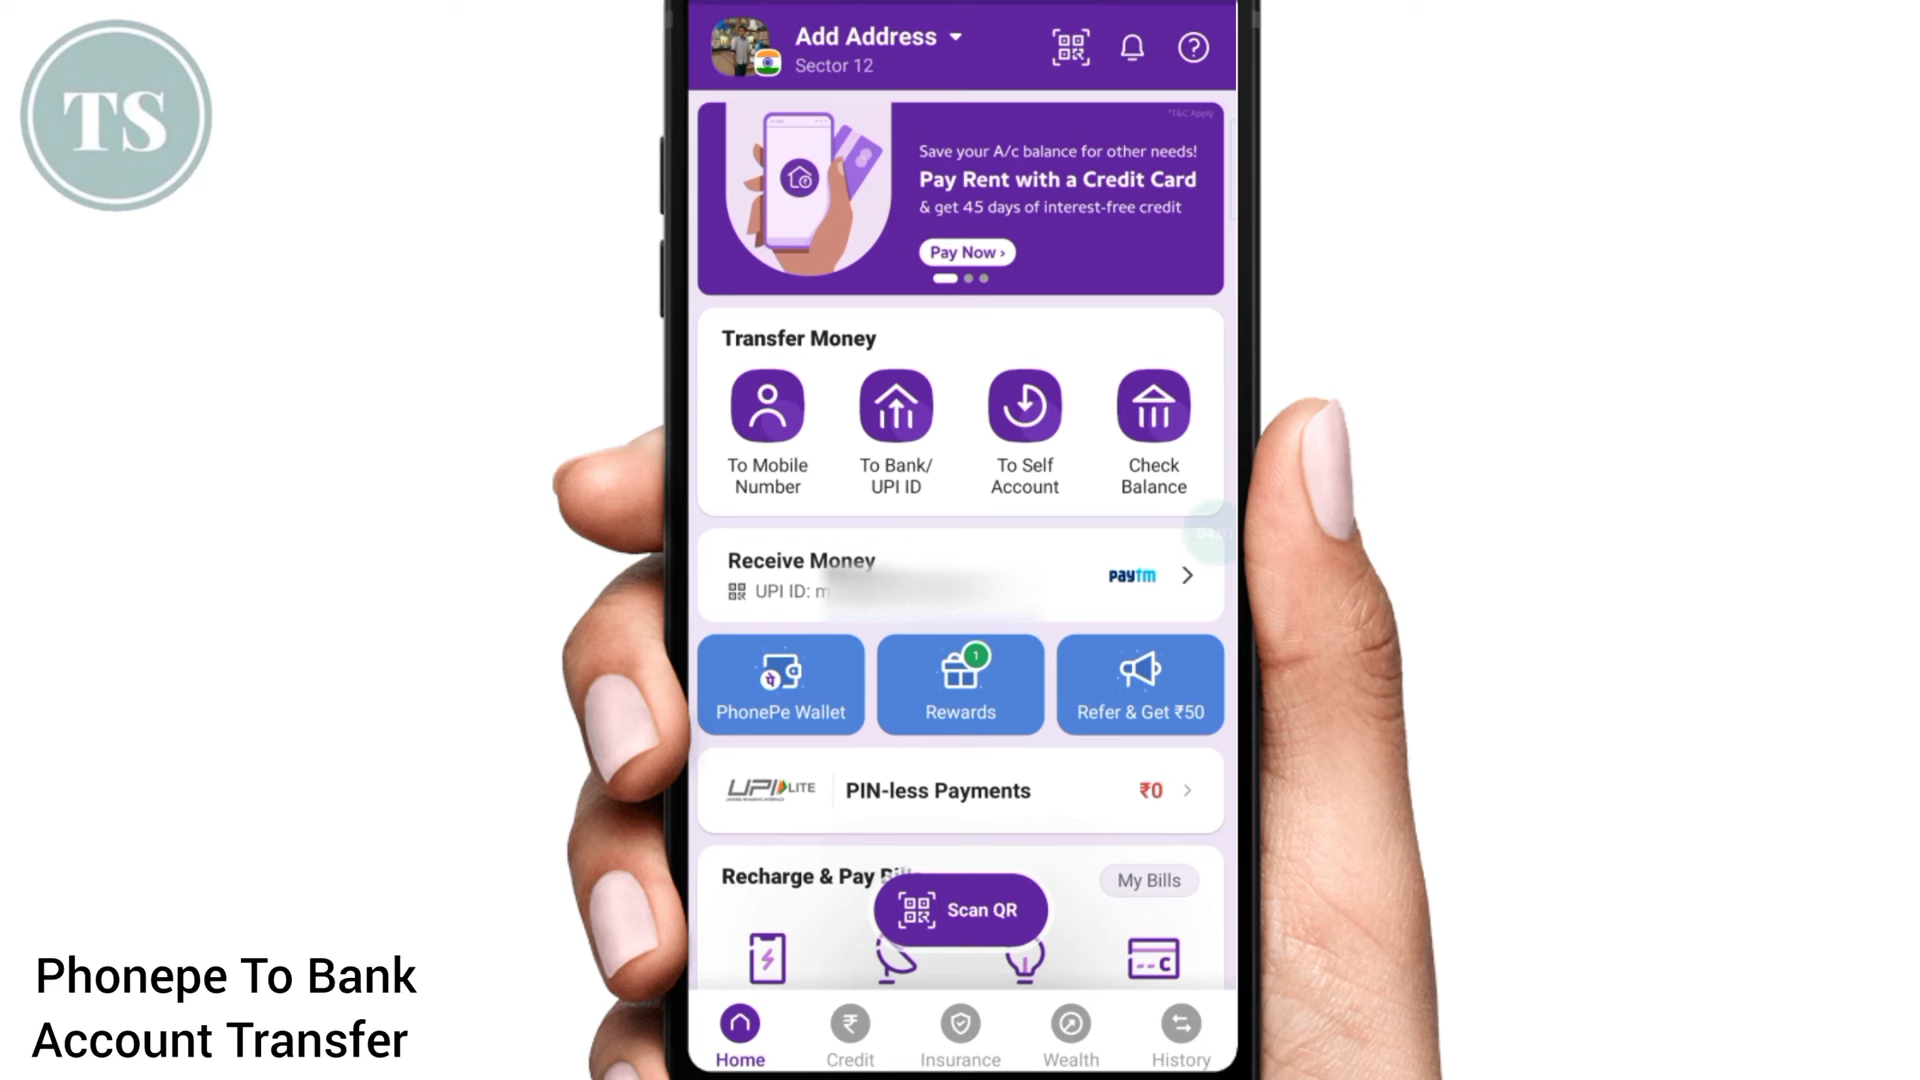 TS
Add Address
Sector 12
*T&C Apply
Save your A/c balance for other needs!
Pay Rent with a Credit Card
& get 45 days of interest-free credit
Pay Now ›
Transfer Money
To Mobile
Number
To Bank/
UPI ID
To Self
Account
Check
Balance
Receive Money
UPI ID: m
paytm
1
PhonePe Wallet
Rewards
Refer & Get ₹50
UPI LITE
PIN-less Payments
₹0
Recharge & Pay
My Bills
Scan QR
Home
Credit
Insurance
Wealth
History
Phonepe To Bank
Account Transfer